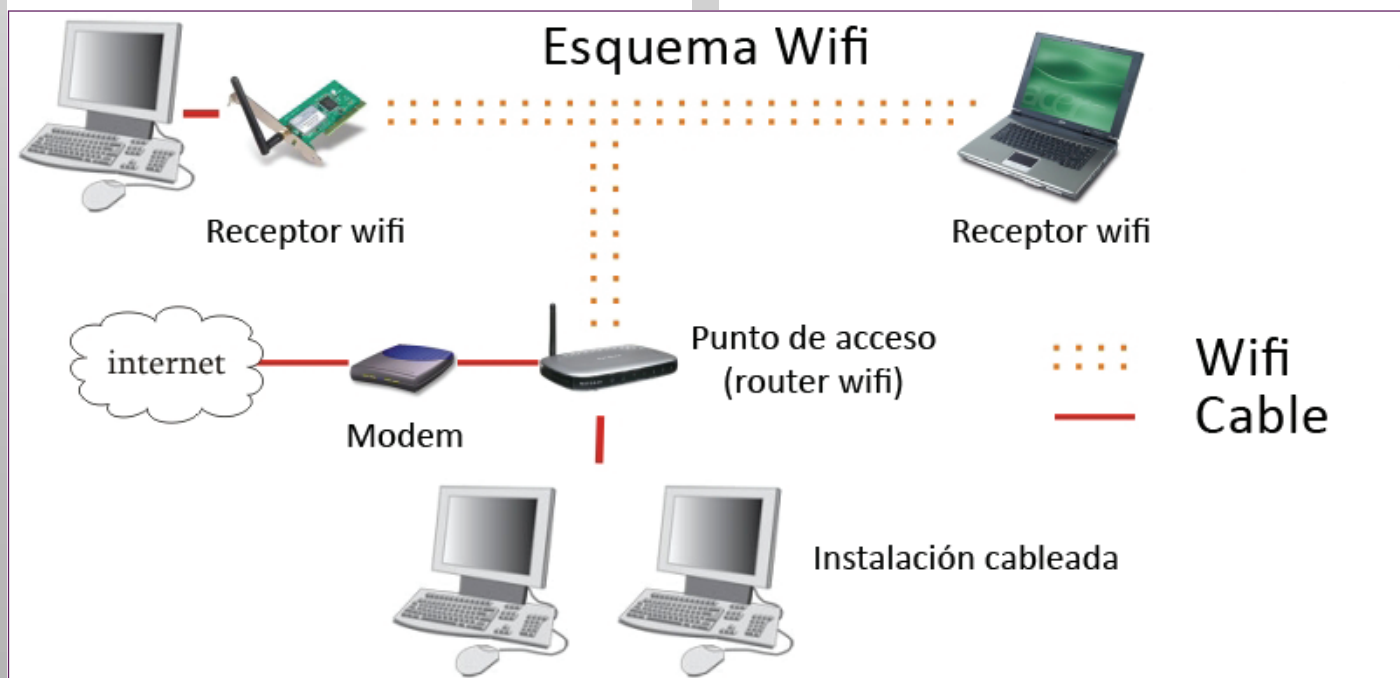 Esquema Wifi
Receptor wifi
Receptor wifi
internet
Punto de acceso
(router wifi)
Modem
Wifi
Cable
Instalación cableada